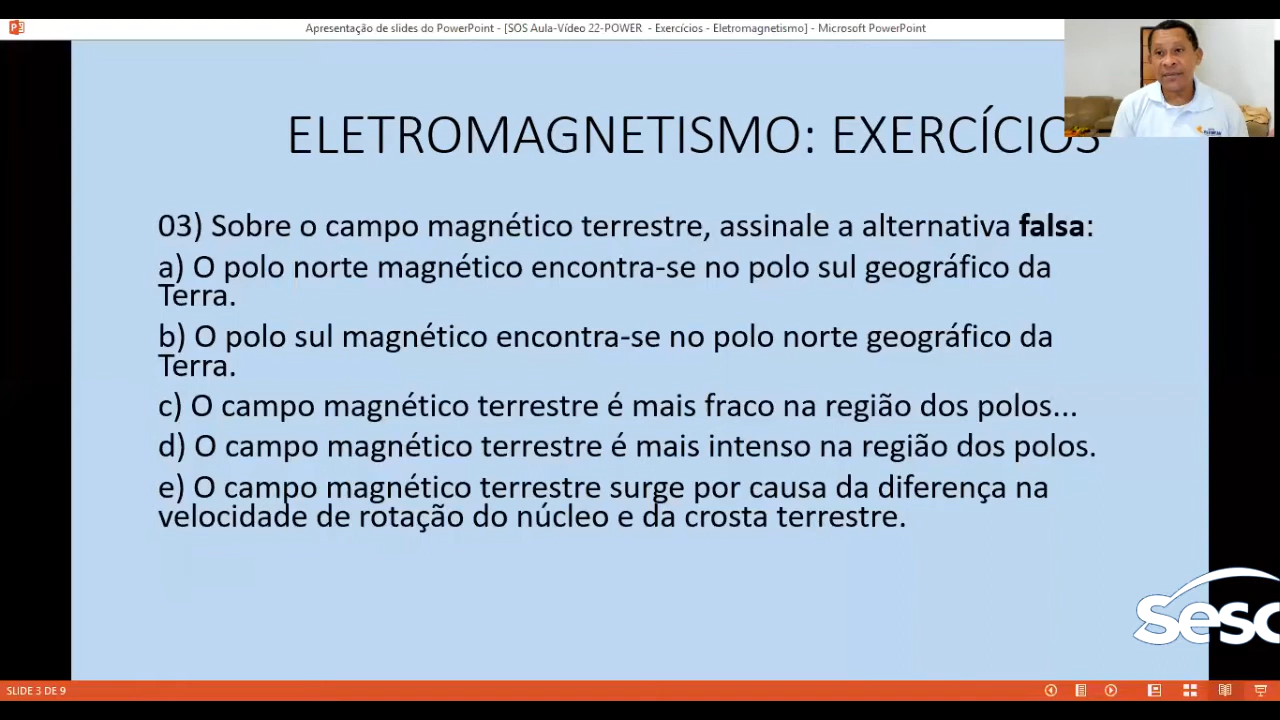 Apresentação de slides do PowerPoint - [SOS Aula-Vídeo 22-POWER - Exercícios - Eletromagnetismo] - Microsoft PowerPoint
ELETROMAGNETISMO: EXERCÍCIOS
03) Sobre o campo magnético terrestre, assinale a alternativa falsa:
a) O polo norte magnético encontra-se no polo sul geográfico da
Terra.
b) O polo sul magnético encontra-se no polo norte geográfico da
Terra.
c) O campo magnético terrestre é mais fraco na região dos polos...
d) O campo magnético terrestre é mais intenso na região dos polos.
e) O campo magnético terrestre surge por causa da diferença na
velocidade de rotação do núcleo e da crosta terrestre.
Sesc
SLIDE 3 DE 9